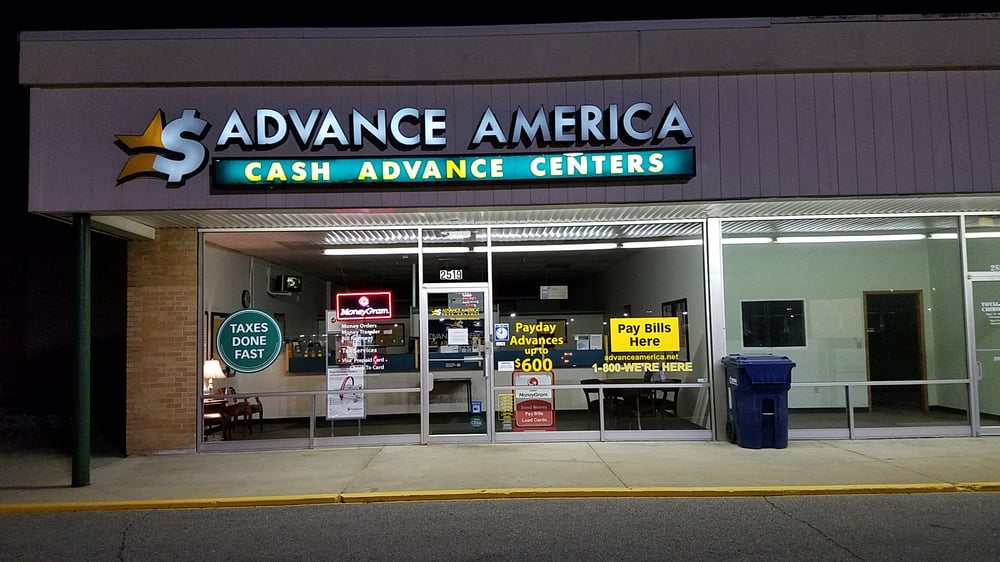 $ ADVANCE AMERICA
CASH ADVANCE CENTERS
2519
TAXES
DONE
FAST
MoneyGram
Money Orders
Money Transfer
Bill Payment
Tax Services
Visa Prepaid Card
Payday
Advances
up to
$600
MoneyGram
Send Money
Pay Bills
Load Cards
Pay Bills
Here
advanceamerica.net
1-800-WE'RE HERE